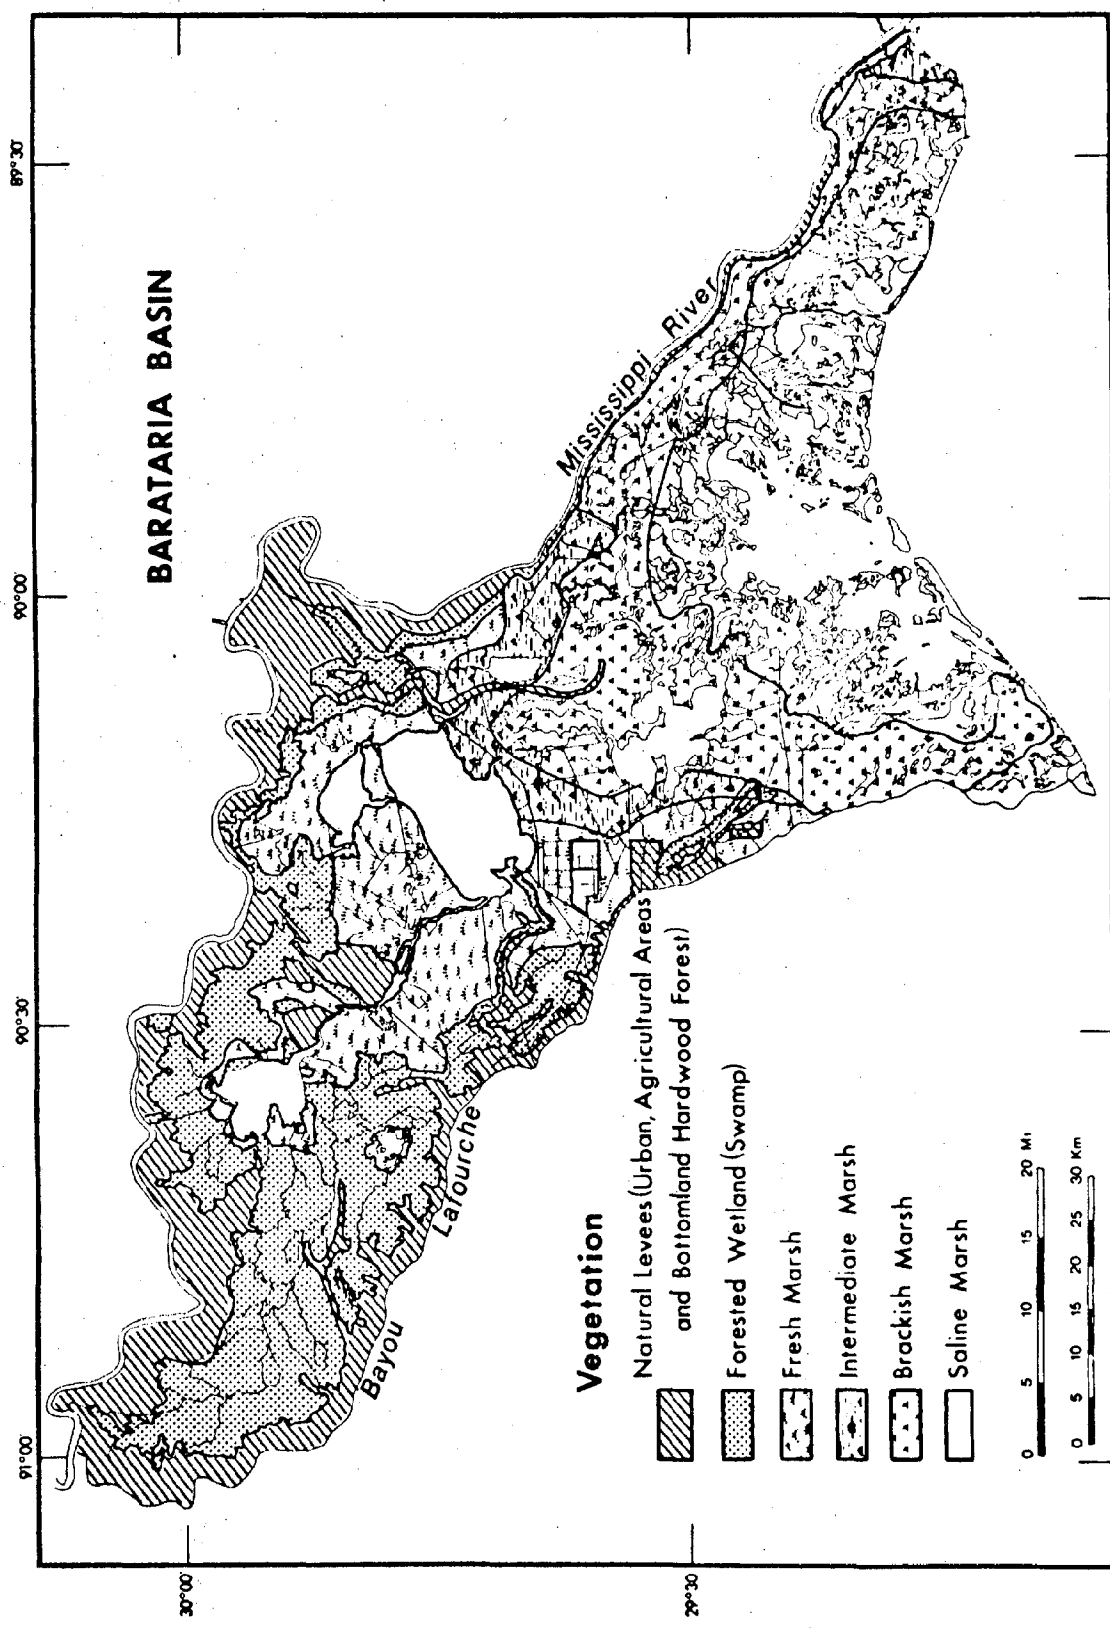 BARATARIA BASIN
91°00'
90°30'
90°00'
89°30'
30°00'
29°30
Mississippi River
Bayou Lafourche
Vegetation
Natural Levees (Urban, Agricultural Areas
and Bottomland Hardwood Forest)
Forested Wetland (Swamp)
Fresh Marsh
Intermediate Marsh
Brackish Marsh
Saline Marsh
0 5 10 15 20 Mi
0 5 10 15 20 25 30 Km